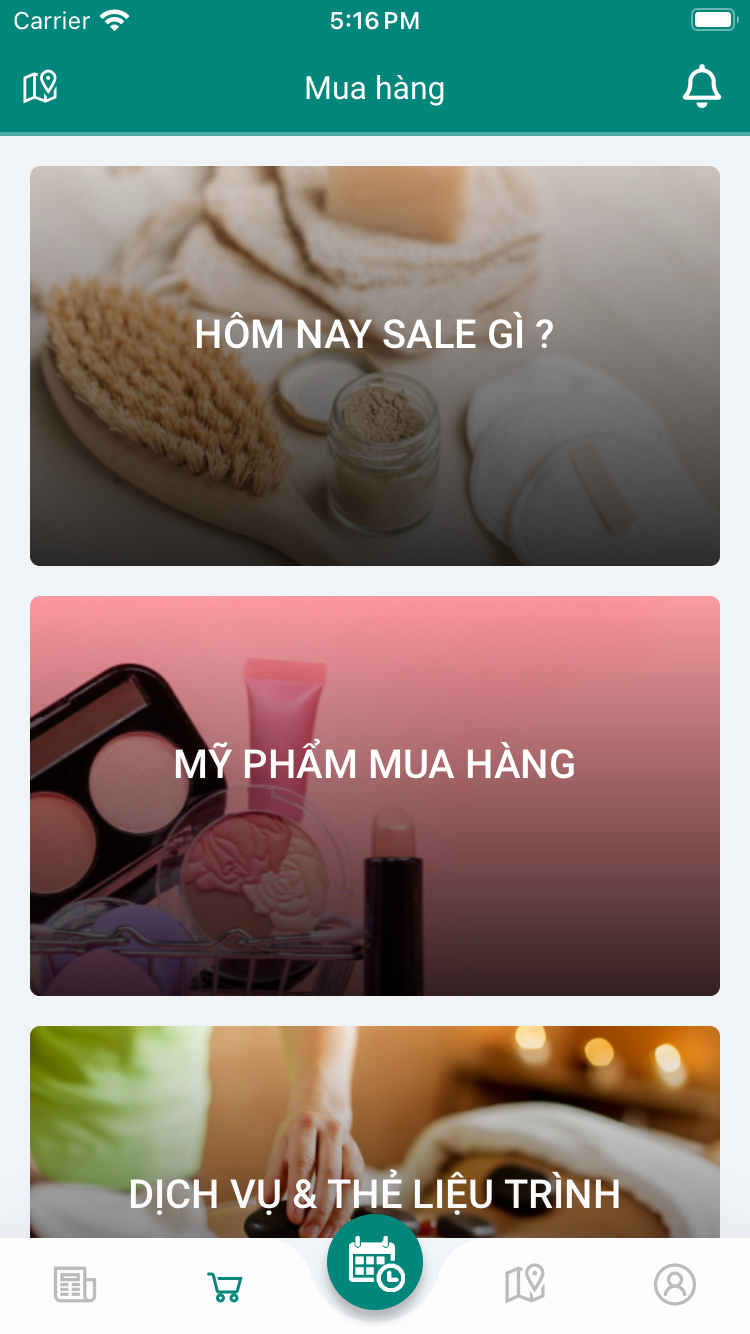 Carrier
5:16 PM
Mua hàng
HÔM NAY SALE GÌ ?
MỸ PHẨM MUA HÀNG
DỊCH VỤ & THẺ LIỆU TRÌNH